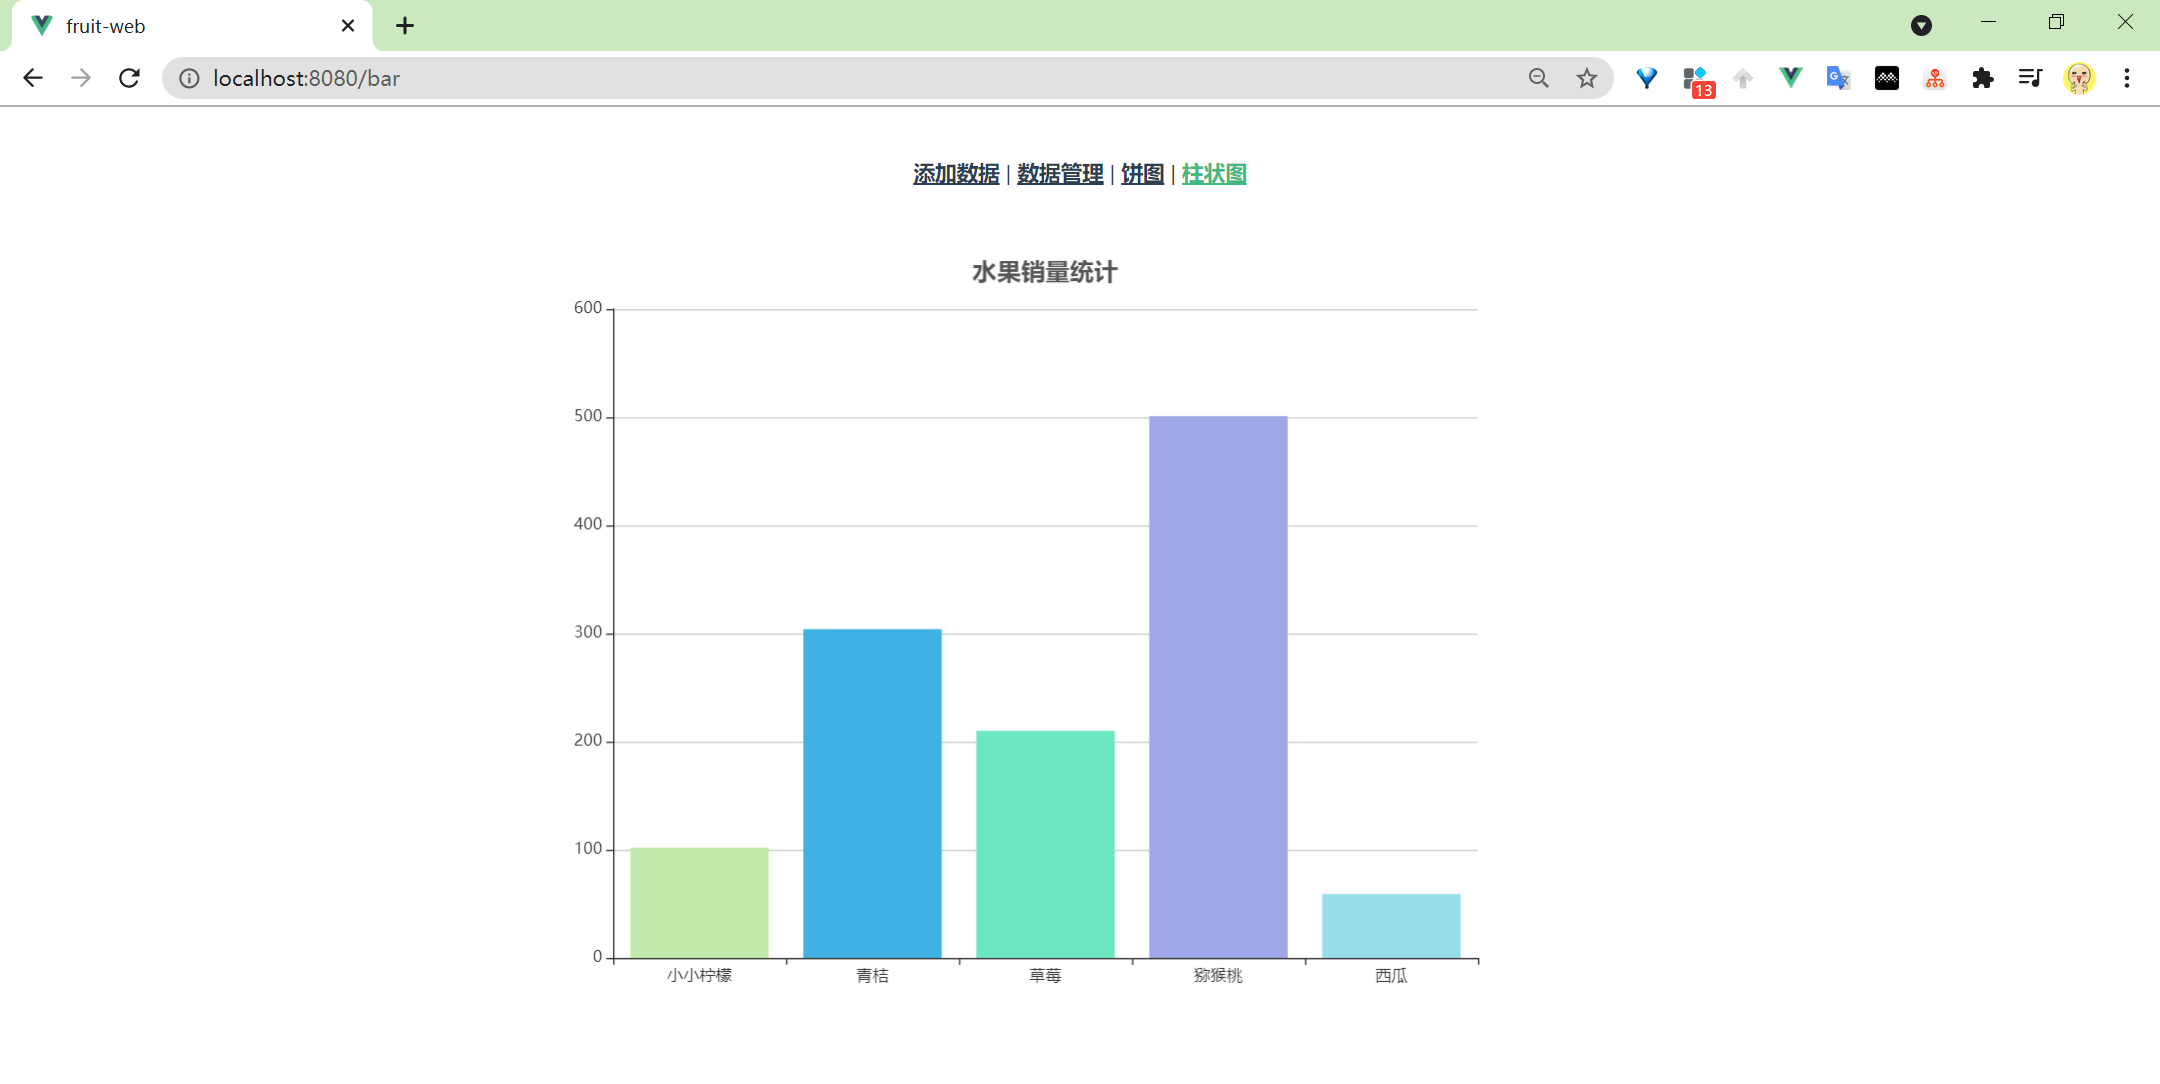 fruit-web
localhost:8080/bar
13
添加数据 | 数据管理 | 饼图 | 柱状图
水果销量统计
600
500
400
300
200
100
0
小小柠檬 青桔 草莓 猕猴桃 西瓜